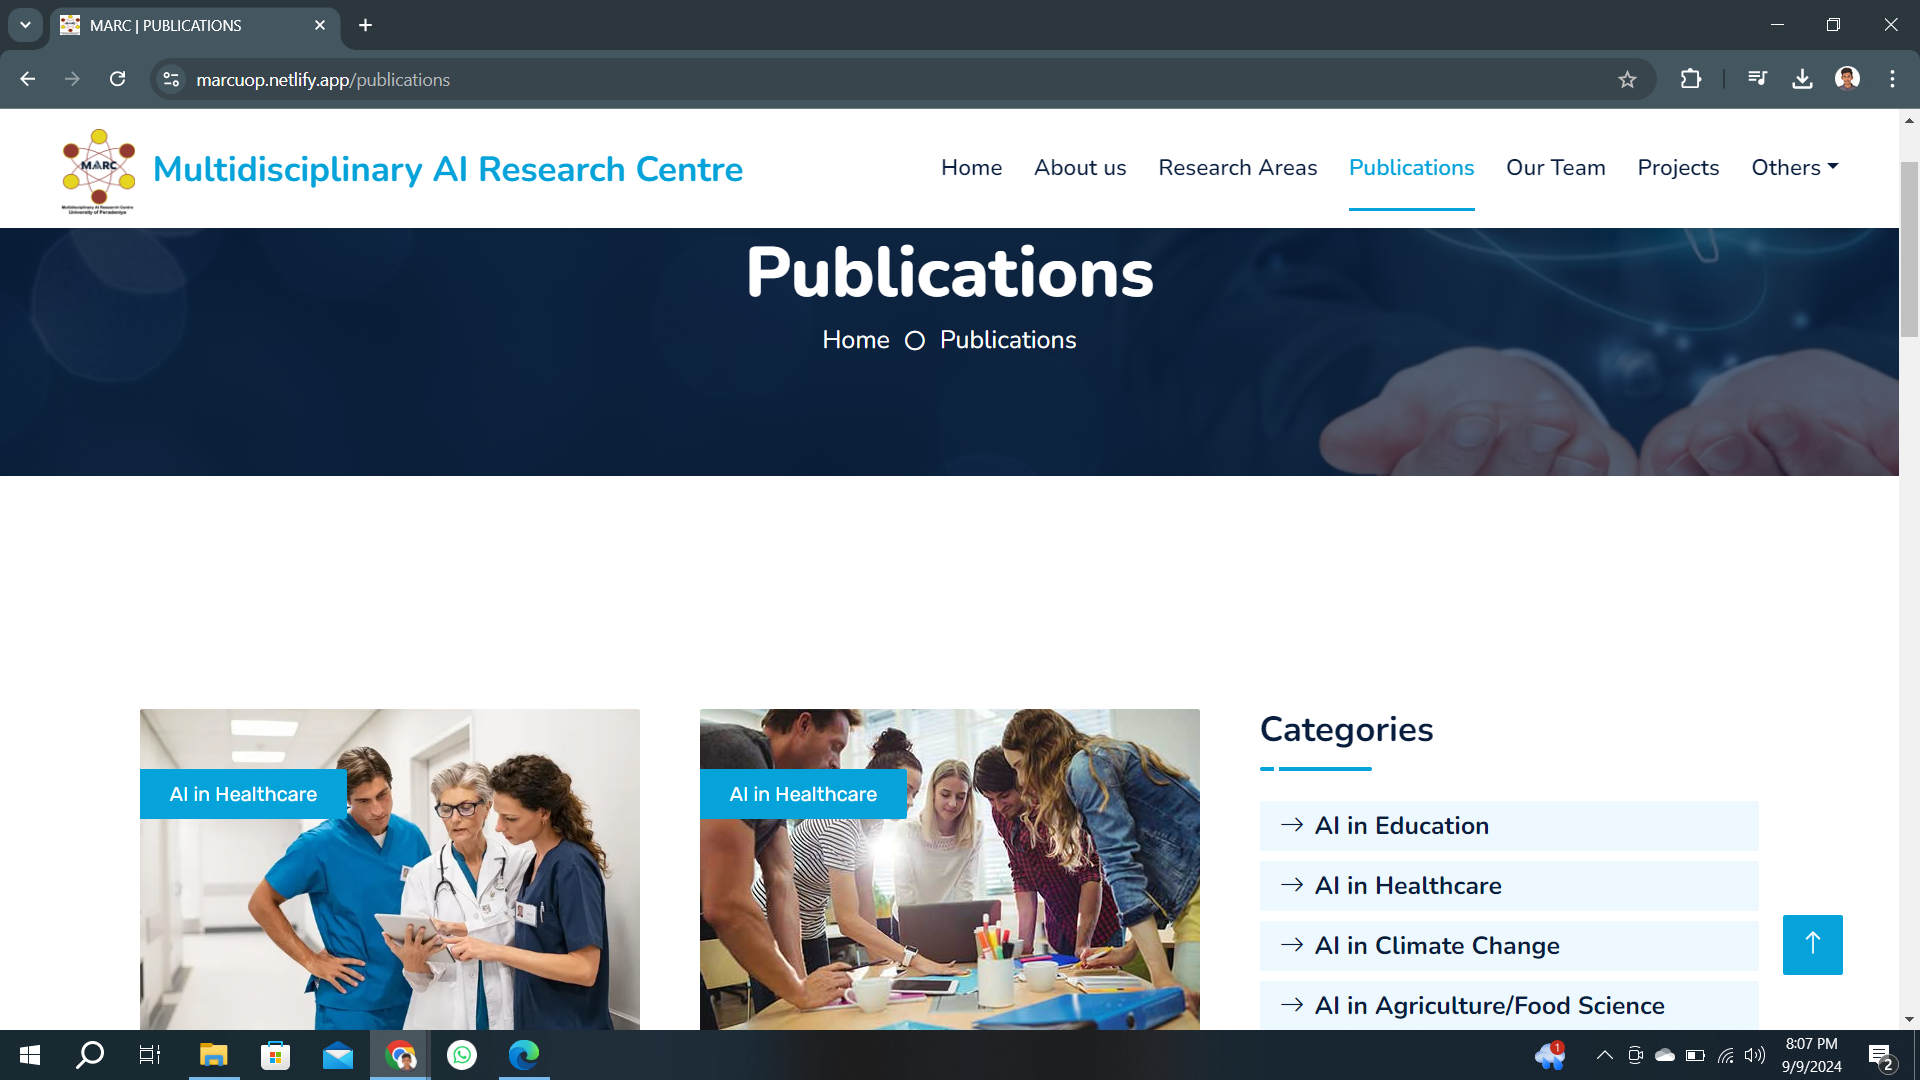 MARC | PUBLICATIONS
marcuop.netlify.app/publications
MARC
Multidisciplinary AI Research Centre
University of Peradeniya
Multidisciplinary AI Research Centre
Home
About us
Research Areas
Publications
Our Team
Projects
Others
Publications
Home
Publications
AI in Healthcare
AI in Healthcare
Categories
AI in Education
AI in Healthcare
AI in Climate Change
AI in Agriculture/Food Science
1
8:07 PM
9/9/2024
2